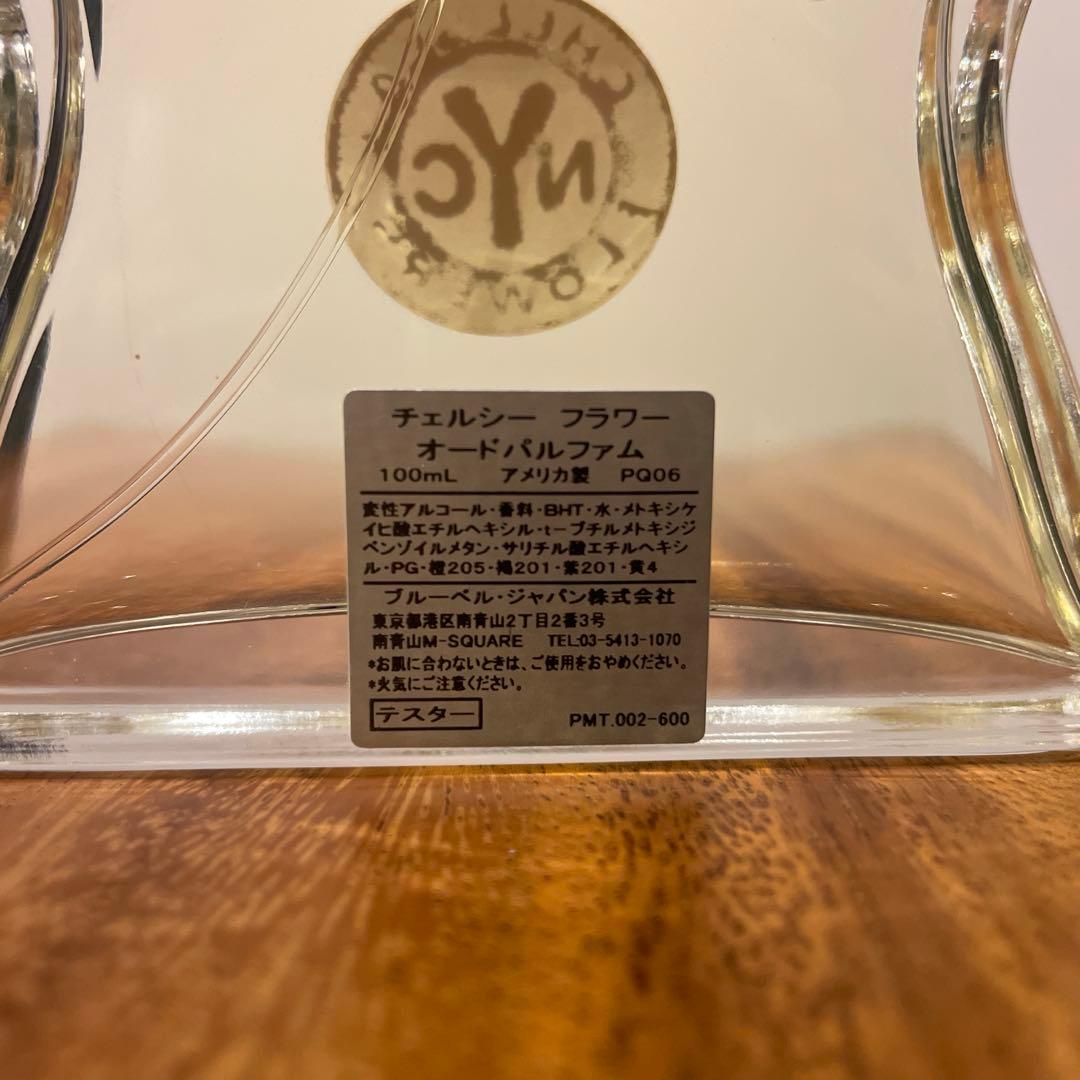 NYC
チェルシー フラワー
オードパルファム
100mL アメリカ製 PQ06
変性アルコール・香料・BHT・水・メトキシケ
イヒ酸エチルヘキシル・t－ブチルメトキシジ
ベンゾイルメタン・サリチル酸エチルヘキシ
ル・PG・橙205・褐201・紫201・黄4
ブルーベル・ジャパン株式会社
東京都港区南青山2丁目2番3号
南青山M-SQUARE TEL:03-5413-1070
*お肌に合わないときは、ご使用をおやめください。
*火気にご注意ください。
テスター PMT.002-600